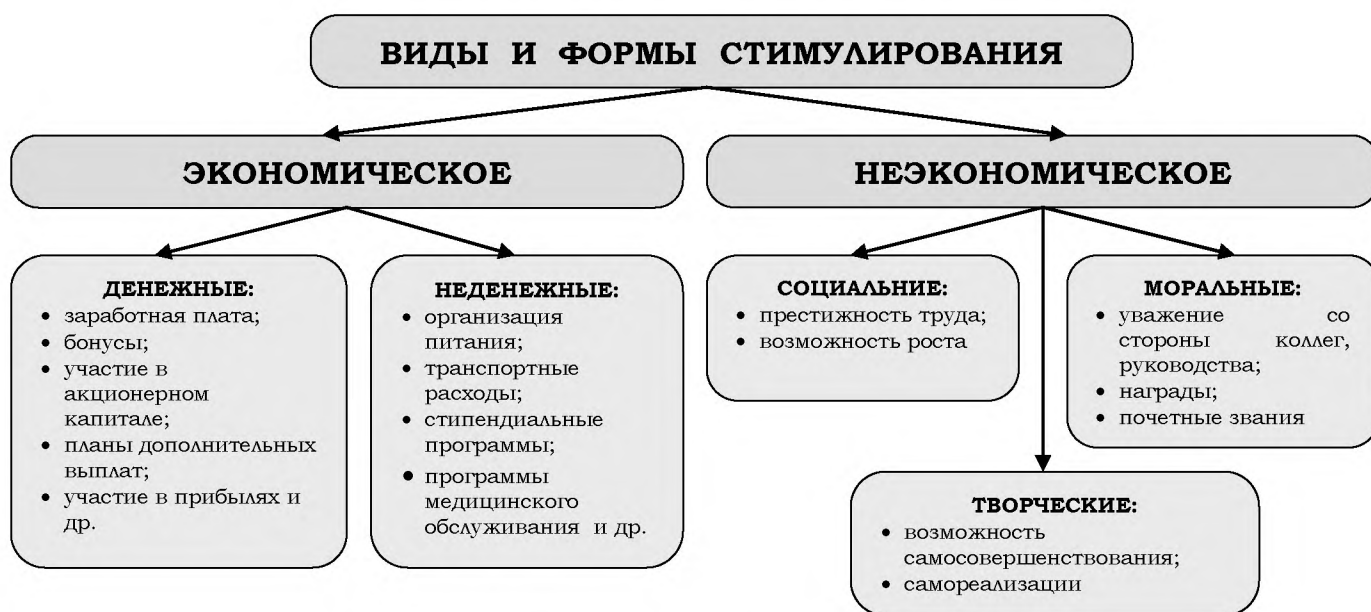 ВИДЫ И ФОРМЫ СТИМУЛИРОВАНИЯ
ЭКОНОМИЧЕСКОЕ
НЕЭКОНОМИЧЕСКОЕ
ДЕНЕЖНЫЕ:
• заработная плата;
• бонусы;
• участие в
акционерном
капитале;
• планы дополнительных
выплат;
• участие в прибылях и
др.
НЕДЕНЕЖНЫЕ:
• организация
питания;
• транспортные
расходы;
• стипендиальные
программы;
• программы
медицинского
обслуживания и др.
СОЦИАЛЬНИЕ:
• престижность труда;
• возможность роста
МОРАЛЬНЫЕ:
• уважение со
стороны коллег,
руководства;
• награды;
• почетные звания
ТВОРЧЕСКИЕ:
• возможность
самосовершенствования;
• самореализации